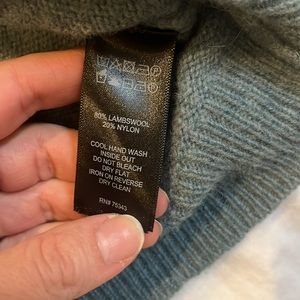 80% LAMBSWOOL
20% NYLON
COOL HAND WASH
INSIDE OUT
DO NOT BLEACH
DRY FLAT
IRON ON REVERSE
DRY CLEAN
RN# 75343